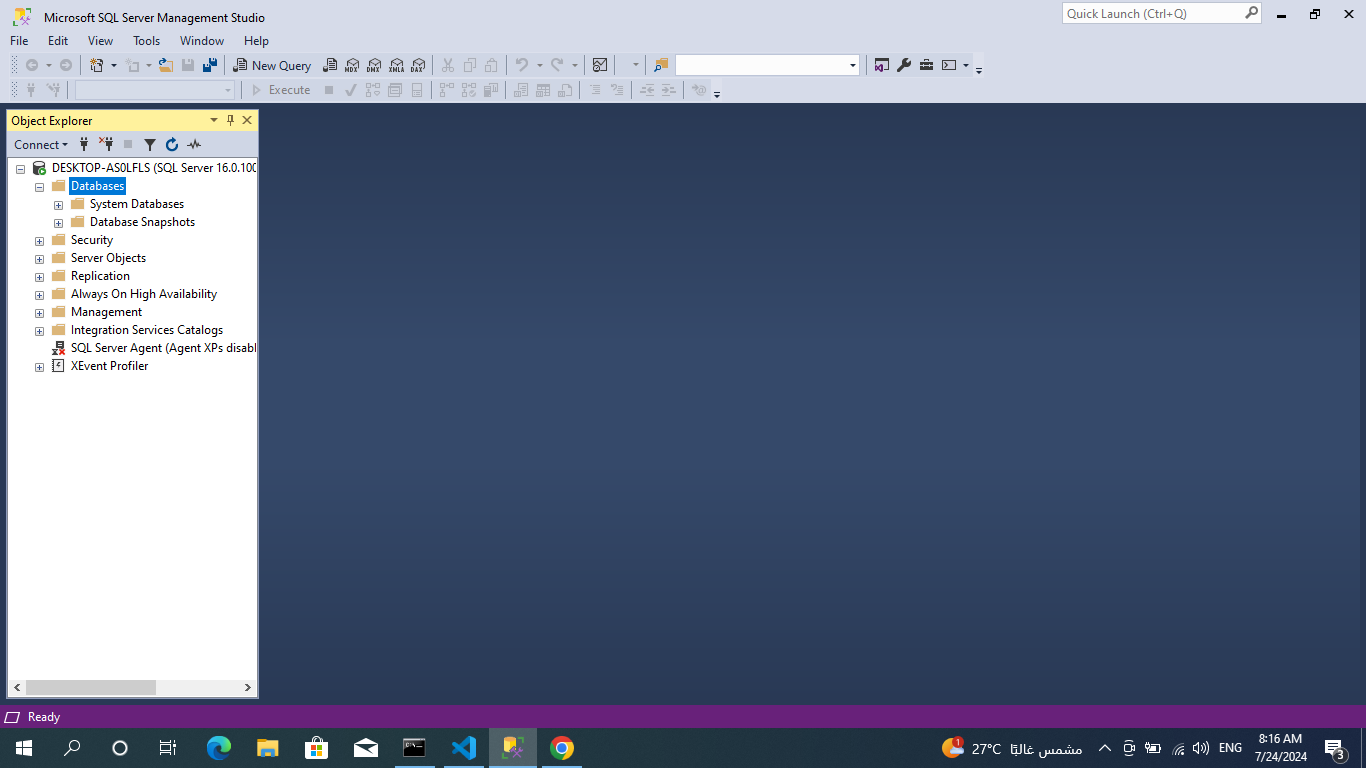 Microsoft SQL Server Management Studio
Quick Launch (Ctrl+Q)
File Edit View Tools Window Help
New Query
MDX DMX XMLA DAX
Execute
Object Explorer
Connect
DESKTOP-AS0LFLS (SQL Server 16.0.100
Databases
System Databases
Database Snapshots
Security
Server Objects
Replication
Always On High Availability
Management
Integration Services Catalogs
SQL Server Agent (Agent XPs disabl
XEvent Profiler
Ready
1
27°C مشمس غالبًا
ENG
8:16 AM
7/24/2024
3